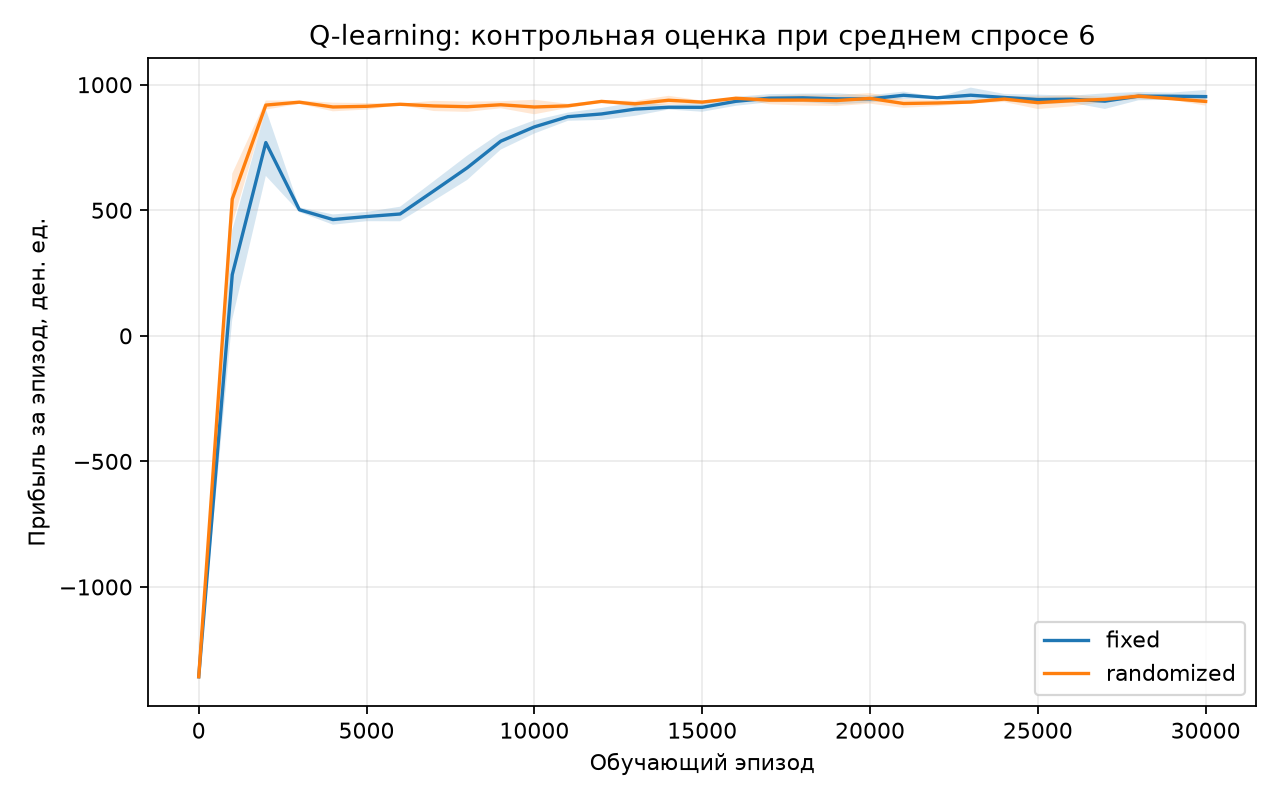 Q-learning: контрольная оценка при среднем спросе 6
Прибыль за эпизод, ден. ед.
1000
500
0
−500
−1000
0
5000
10000
15000
20000
25000
30000
Обучающий эпизод
fixed
randomized